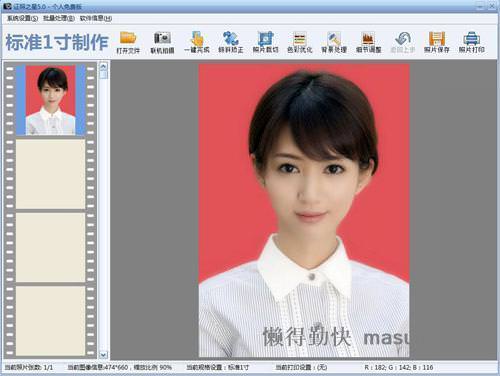 证照之星5.0 - 个人免费版
系统设置(S) 批量处理(B) 软件信息(M)
标准1寸制作
打开文件 联机拍摄 一键完成 倾斜矫正 照片裁切 色彩优化 背景处理 细节调整 返回上步 照片保存 照片打印
懒得勤快 masu
当前照片张数: 1/1 当前图像信息:474*660, 缩放比例 90% 当前规格设置：标准1寸 当前打印设置：(无) R : 182; G : 142; B : 116